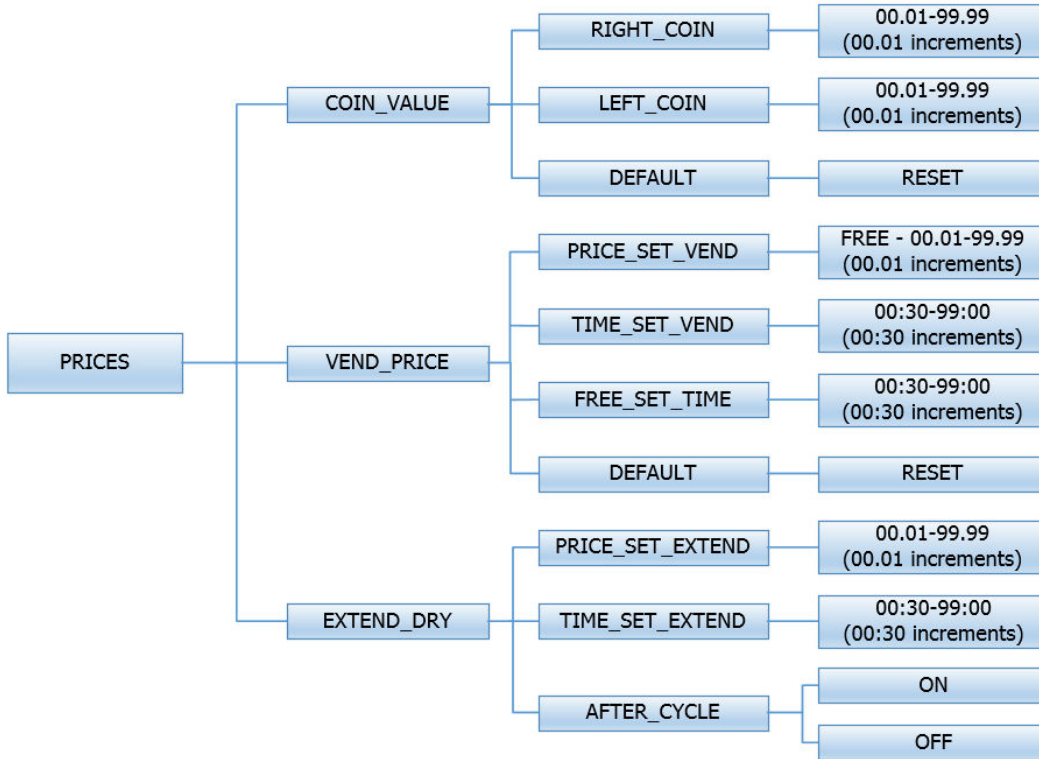 PRICES
COIN_VALUE
RIGHT_COIN
00.01-99.99
(00.01 increments)
LEFT_COIN
00.01-99.99
(00.01 increments)
DEFAULT
RESET
VEND_PRICE
PRICE_SET_VEND
FREE - 00.01-99.99
(00.01 increments)
TIME_SET_VEND
00:30-99:00
(00:30 increments)
FREE_SET_TIME
00:30-99:00
(00:30 increments)
DEFAULT
RESET
EXTEND_DRY
PRICE_SET_EXTEND
00.01-99.99
(00.01 increments)
TIME_SET_EXTEND
00:30-99:00
(00:30 increments)
AFTER_CYCLE
ON
OFF